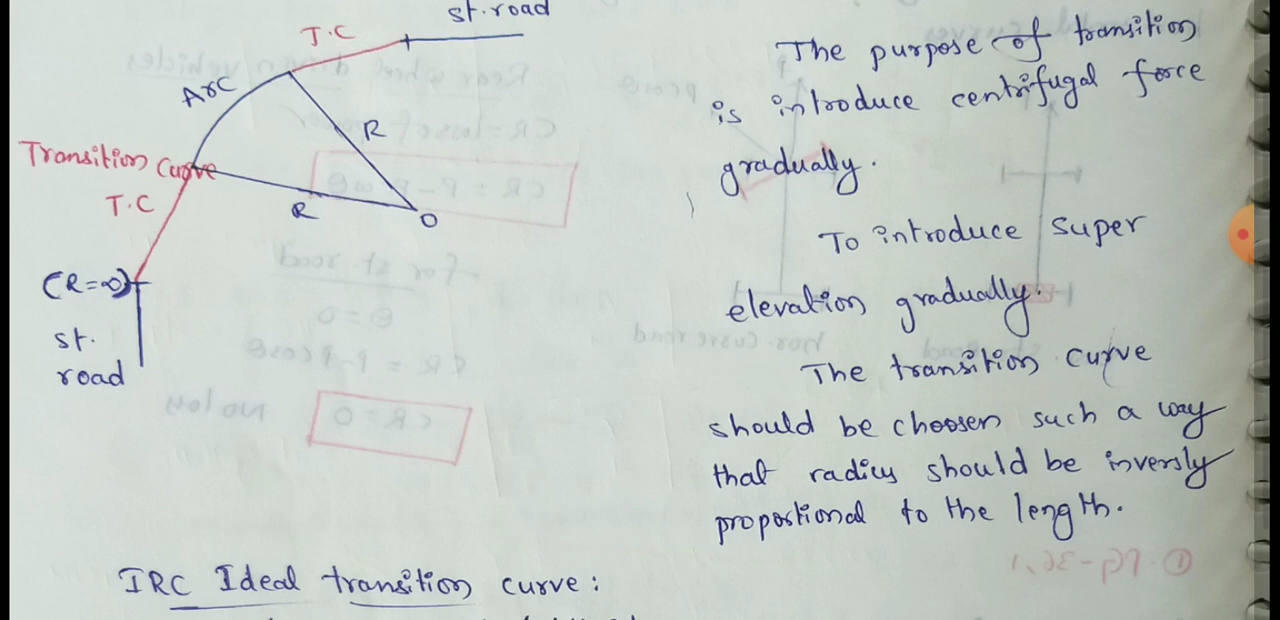 st. road
T.C
Arc
R
Transition Curve
T.C
R
O
(R=∞)
st.
road
The purpose of transition
is introduce centrifugal force
gradually.
To introduce super
elevation gradually.
The transition curve
should be choosen such a way
that radius should be inversly
proportional to the length.
IRC Ideal transition curve: